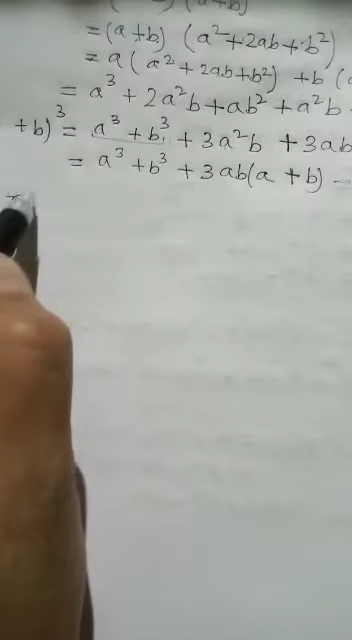 (a+b)
= (a+b) (a²+2ab+b²)
= a (a²+2ab+b²) + b (a
= a³ + 2a²b + ab² + a²b
+b)³ = a³ + b³ + 3a²b + 3ab
= a³ + b³ + 3ab(a+b) -